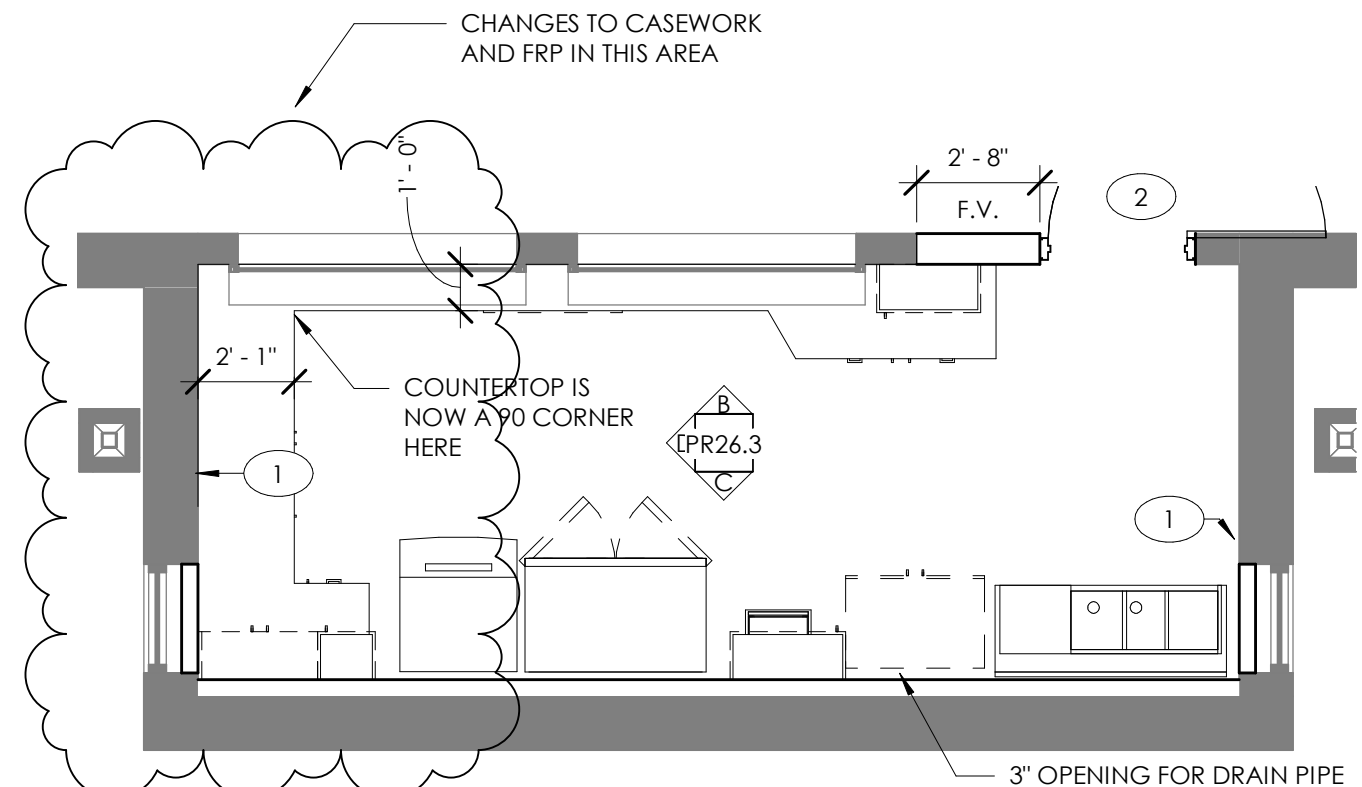 CHANGES TO CASEWORK
AND FRP IN THIS AREA
1' - 0"
2' - 8"
F.V.
2
2' - 1"
COUNTERTOP IS
NOW A 90 CORNER
HERE
B
PR26.3
C
1
1
3" OPENING FOR DRAIN PIPE